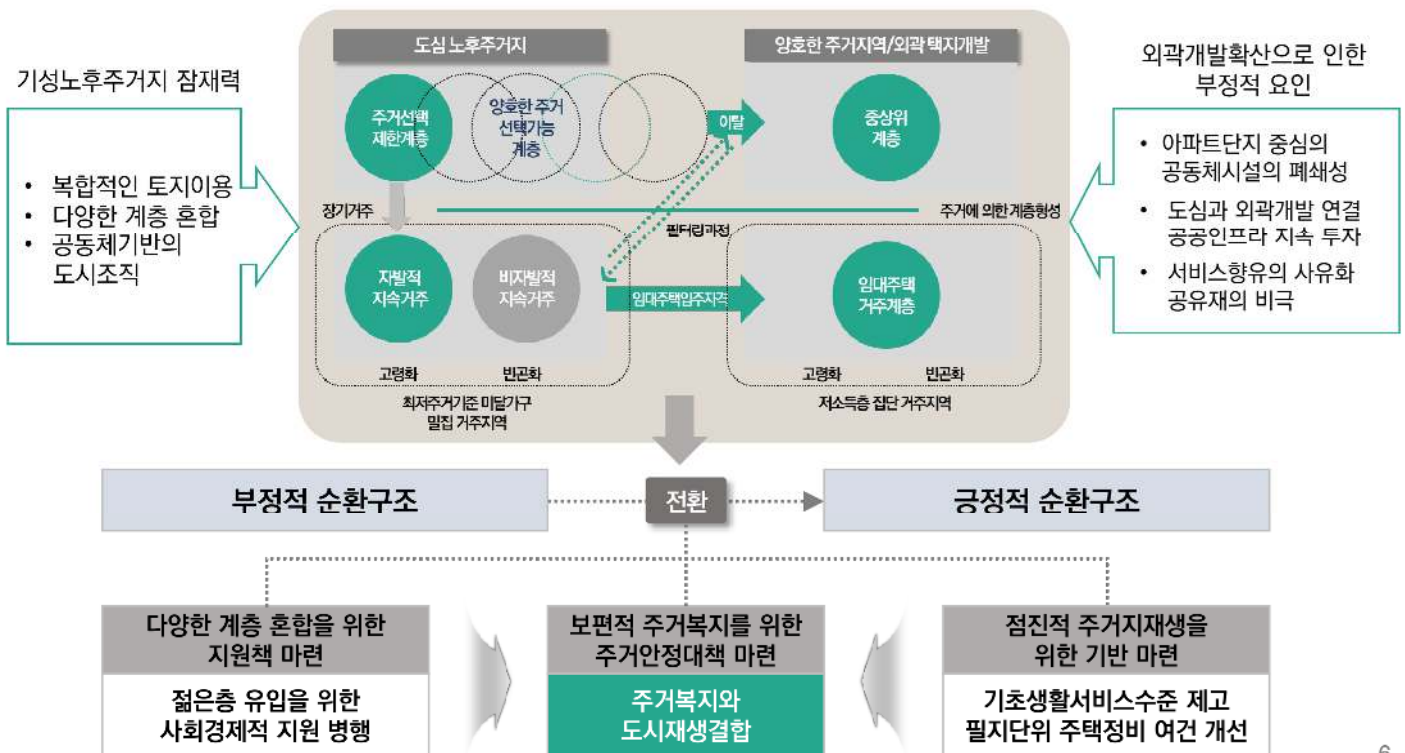 도심 노후주거지
양호한 주거지역/외곽 택지개발
기성노후주거지 잠재력
• 복합적인 토지이용
• 다양한 계층 혼합
• 공동체기반의
도시조직
주거선택
제한계층
양호한 주거
선택가능
계층
이탈
중상위
계층
장기거주
주거에 의한 계층형성
필터링과정
자발적
지속거주
비자발적
지속거주
임대주택입주자격
임대주택
거주계층
고령화
빈곤화
최저주거기준 미달가구
밀집 거주지역
고령화
빈곤화
저소득층 집단 거주지역
외곽개발확산으로 인한
부정적 요인
• 아파트단지 중심의
공동체시설의 폐쇄성
• 도심과 외곽개발 연결
공공인프라 지속 투자
• 서비스향유의 사유화
공유재의 비극
부정적 순환구조
전환
긍정적 순환구조
다양한 계층 혼합을 위한
지원책 마련
젊은층 유입을 위한
사회경제적 지원 병행
보편적 주거복지를 위한
주거안정대책 마련
주거복지와
도시재생결합
점진적 주거지재생을
위한 기반 마련
기초생활서비스수준 제고
필지단위 주택정비 여건 개선